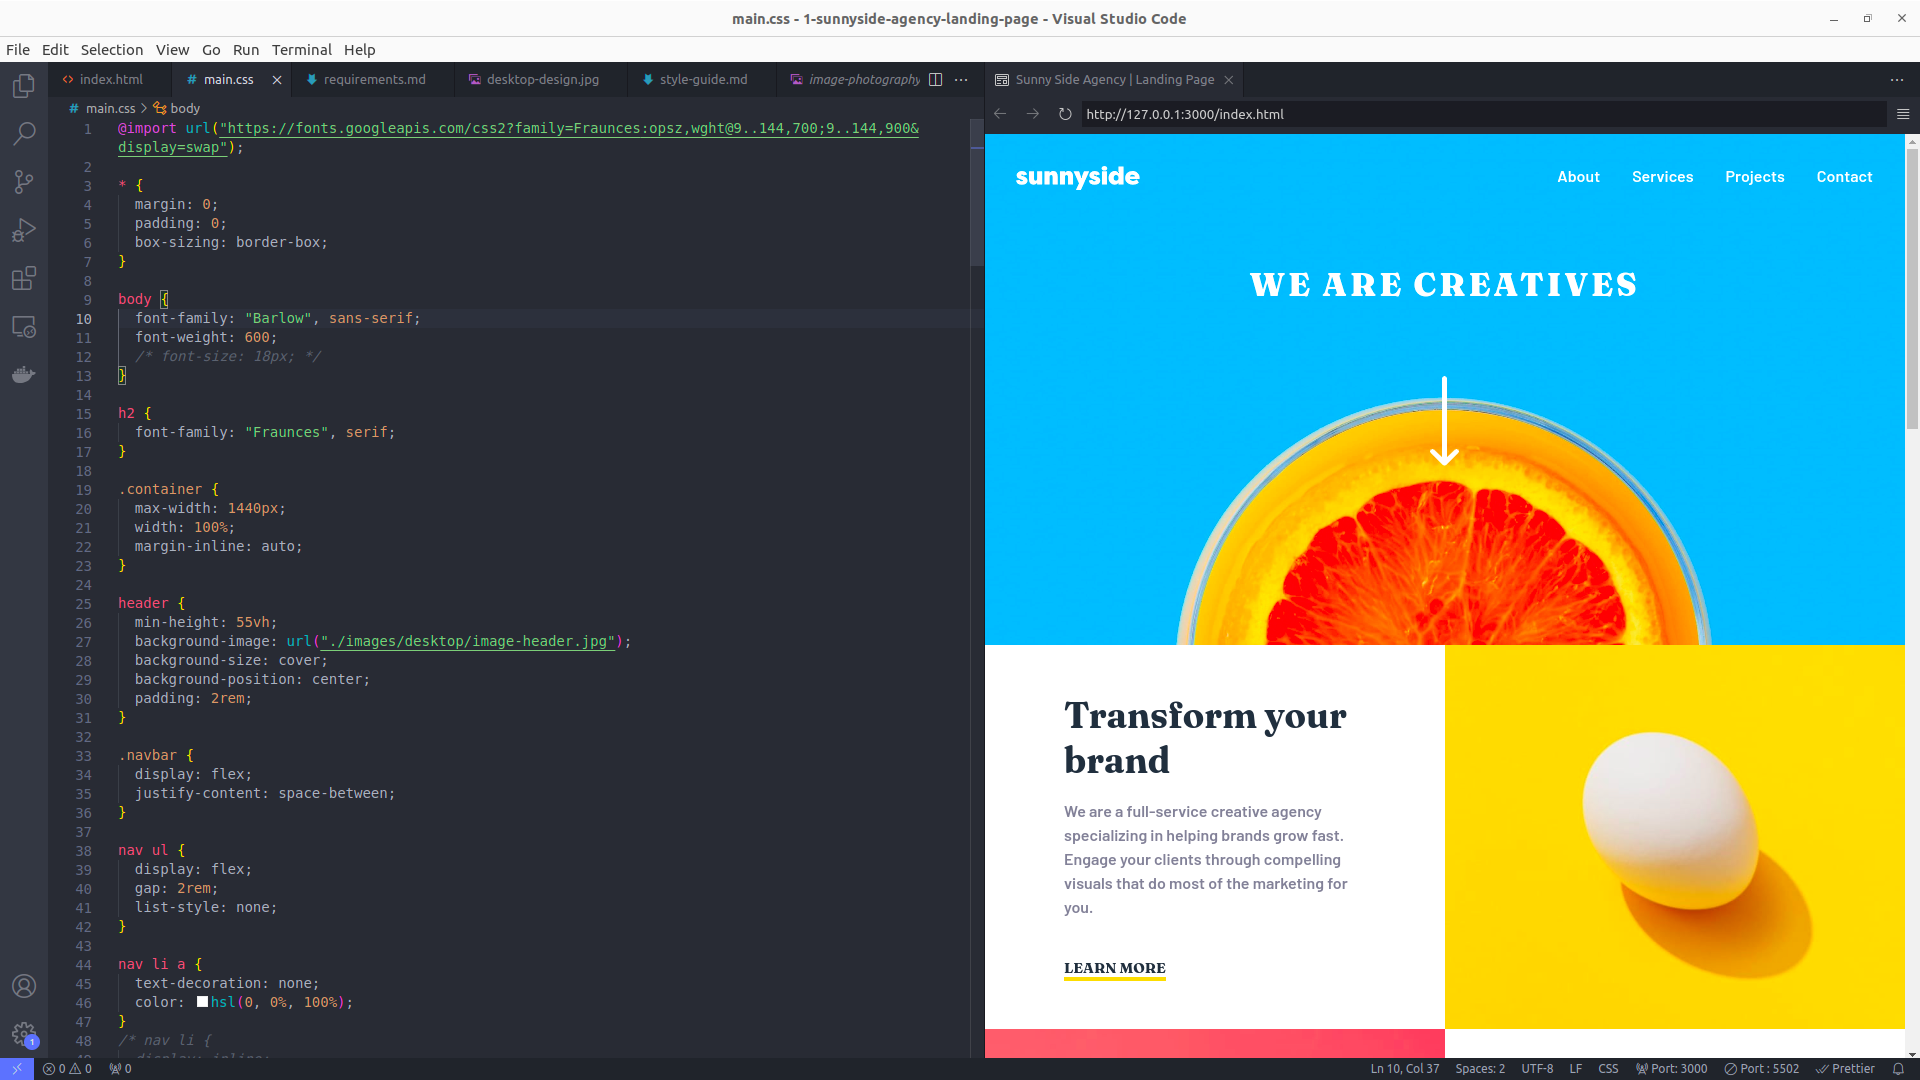 main.css - 1-sunnyside-agency-landing-page - Visual Studio Code
File Edit Selection View Go Run Terminal Help
index.html
# main.css
requirements.md
desktop-design.jpg
style-guide.md
image-photography
Sunny Side Agency | Landing Page
# main.css > body
http://127.0.0.1:3000/index.html
1 @import url("https://fonts.googleapis.com/css2?family=Fraunces:opsz,wght@9..144,700;9..144,900&
display=swap");
2
3 * {
4 margin: 0;
5 padding: 0;
6 box-sizing: border-box;
7 }
8
9 body {
10 font-family: "Barlow", sans-serif;
11 font-weight: 600;
12 /* font-size: 18px; */
13 }
14
15 h2 {
16 font-family: "Fraunces", serif;
17 }
18
19 .container {
20 max-width: 1440px;
21 width: 100%;
22 margin-inline: auto;
23 }
24
25 header {
26 min-height: 55vh;
27 background-image: url("./images/desktop/image-header.jpg");
28 background-size: cover;
29 background-position: center;
30 padding: 2rem;
31 }
32
33 .navbar {
34 display: flex;
35 justify-content: space-between;
36 }
37
38 nav ul {
39 display: flex;
40 gap: 2rem;
41 list-style: none;
42 }
43
44 nav li a {
45 text-decoration: none;
46 color: hsl(0, 0%, 100%);
47 }
48 /* nav li {
sunnyside
About Services Projects Contact
WE ARE CREATIVES
Transform your
brand
We are a full-service creative agency
specializing in helping brands grow fast.
Engage your clients through compelling
visuals that do most of the marketing for
you.
LEARN MORE
1
0 0 0
Ln 10, Col 37 Spaces: 2 UTF-8 LF CSS Port: 3000 Port : 5502 Prettier